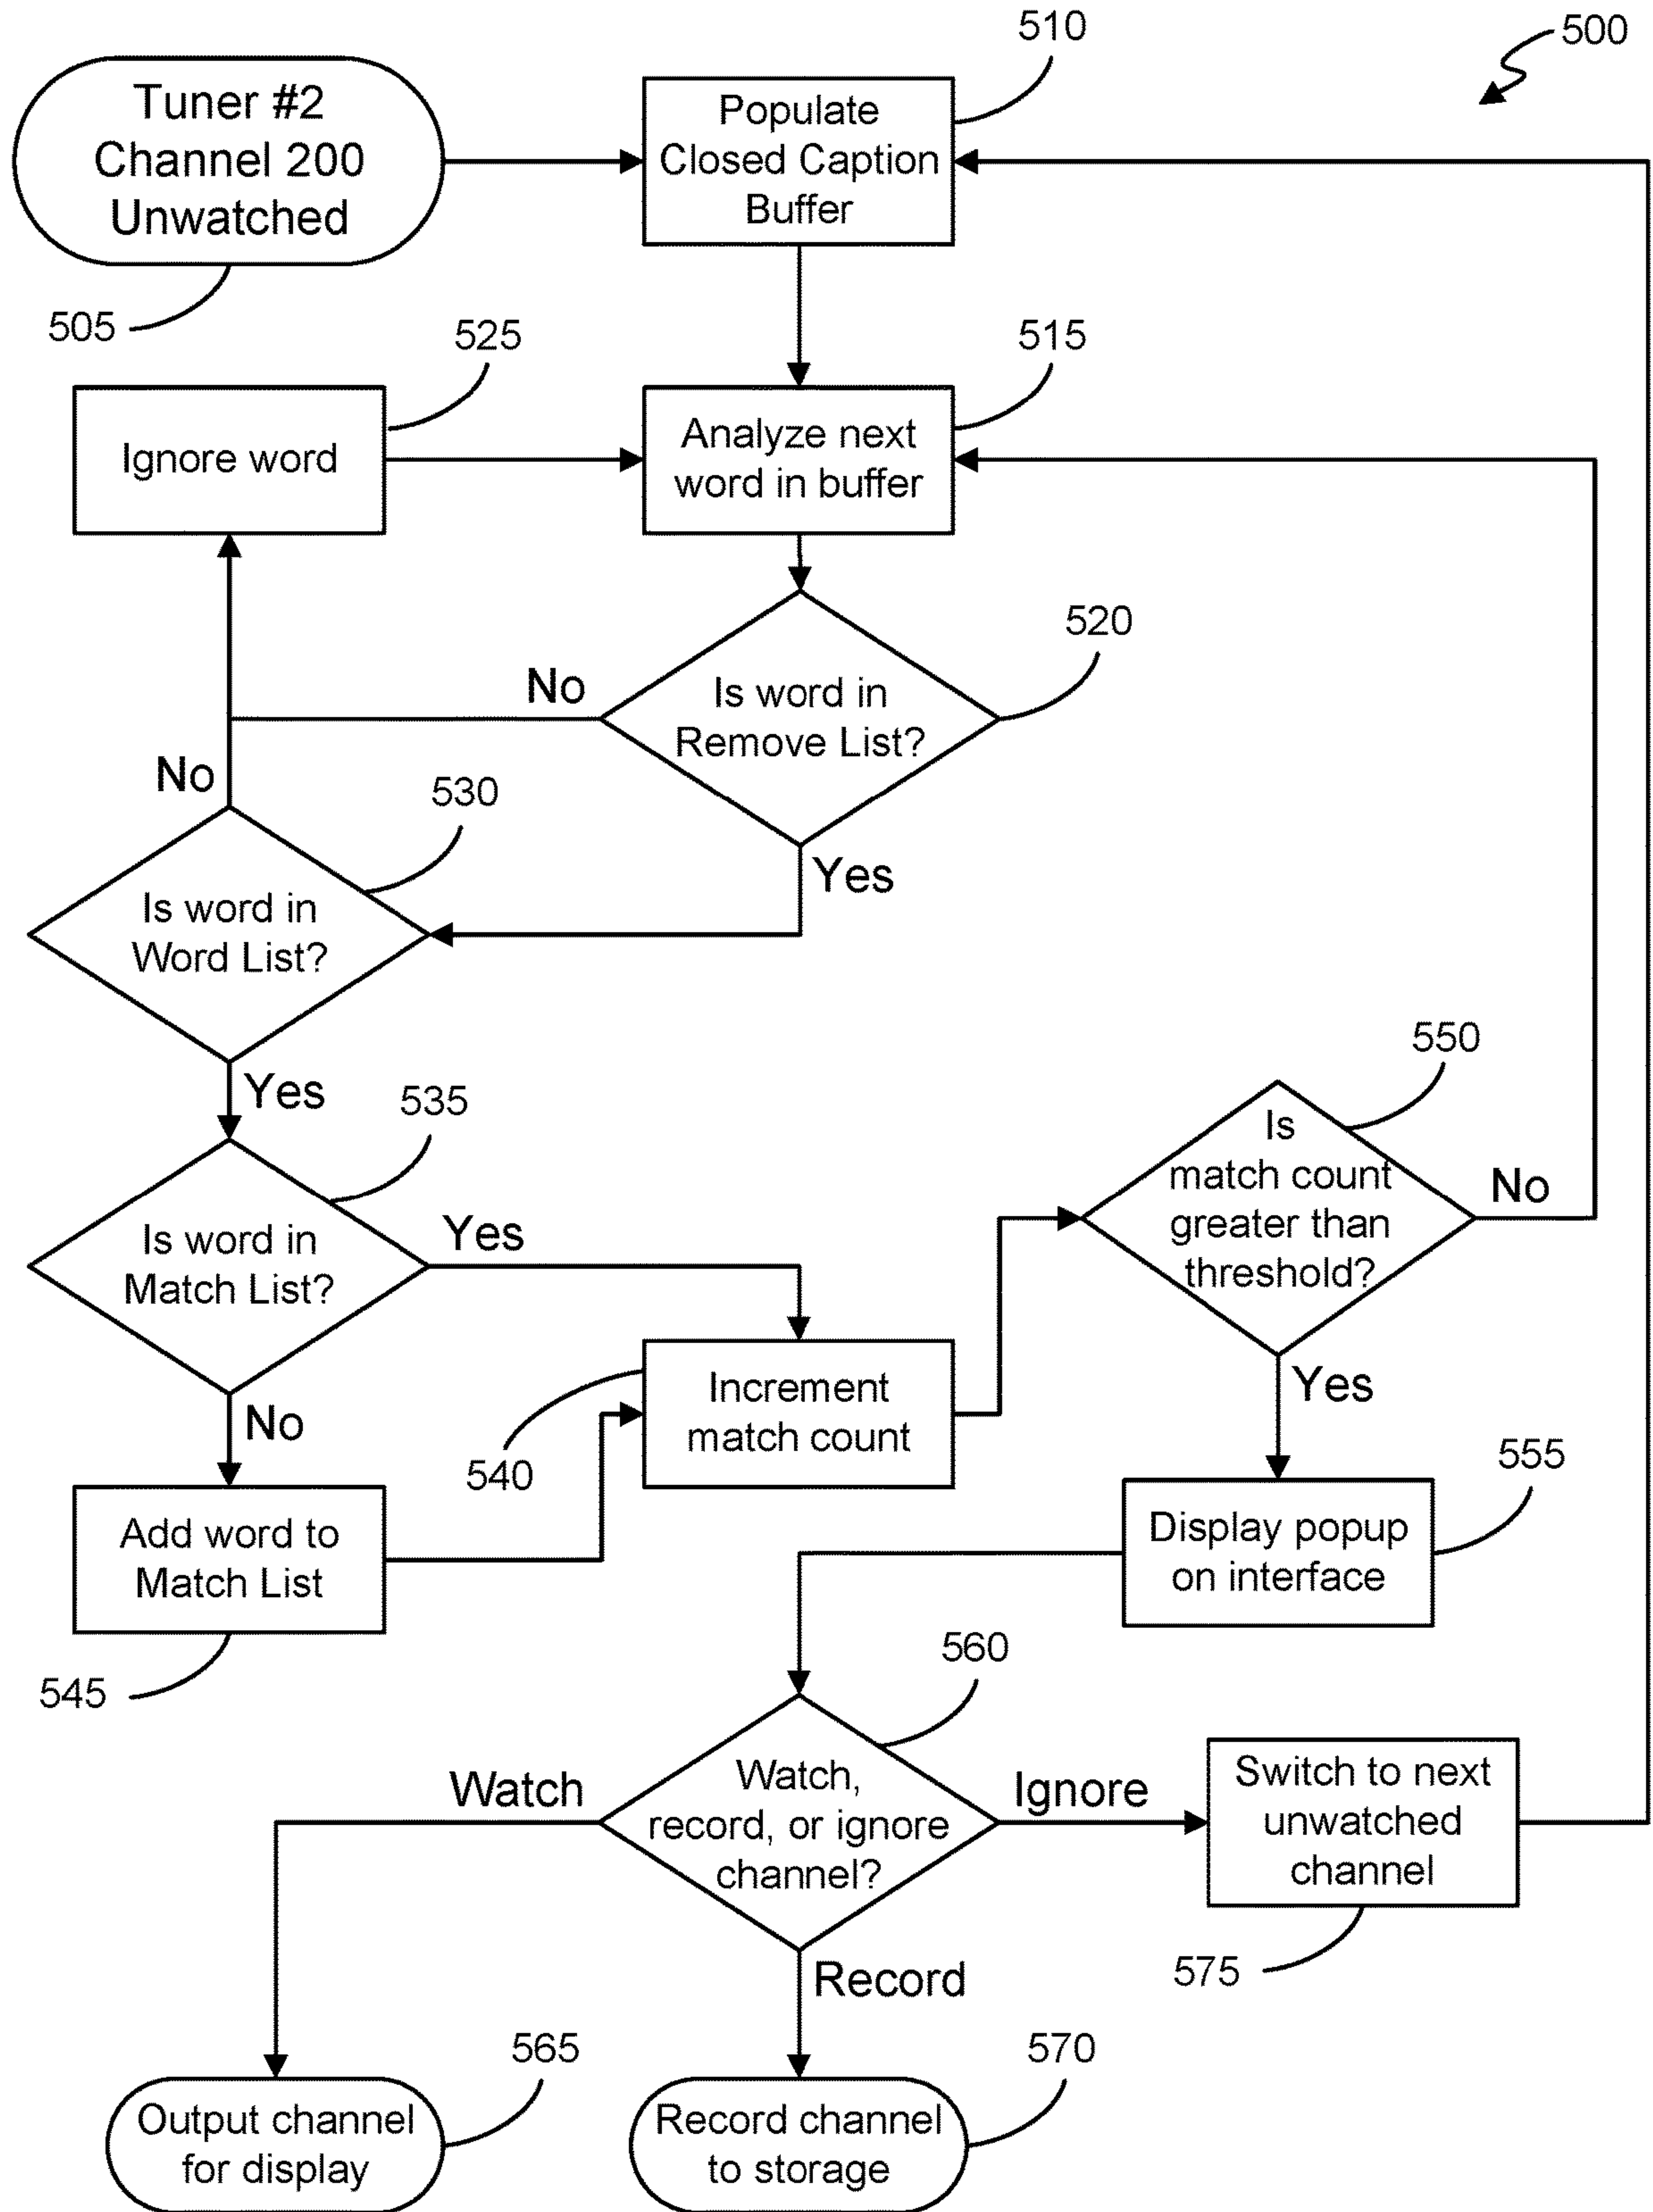 510
500
Tuner #2
Channel 200
Unwatched
Populate
Closed Caption
Buffer
505
525
515
Ignore word
Analyze next
word in buffer
520
No
Is word in
Remove List?
No
530
Yes
Is word in
Word List?
550
Yes
535
Is
match count
greater than
threshold?
No
Yes
Is word in
Match List?
Increment
match count
Yes
No
540
555
Add word to
Match List
Display popup
on interface
545
560
Watch
Watch,
record, or ignore
channel?
Ignore
Switch to next
unwatched
channel
575
Record
565
570
Output channel
for display
Record channel
to storage